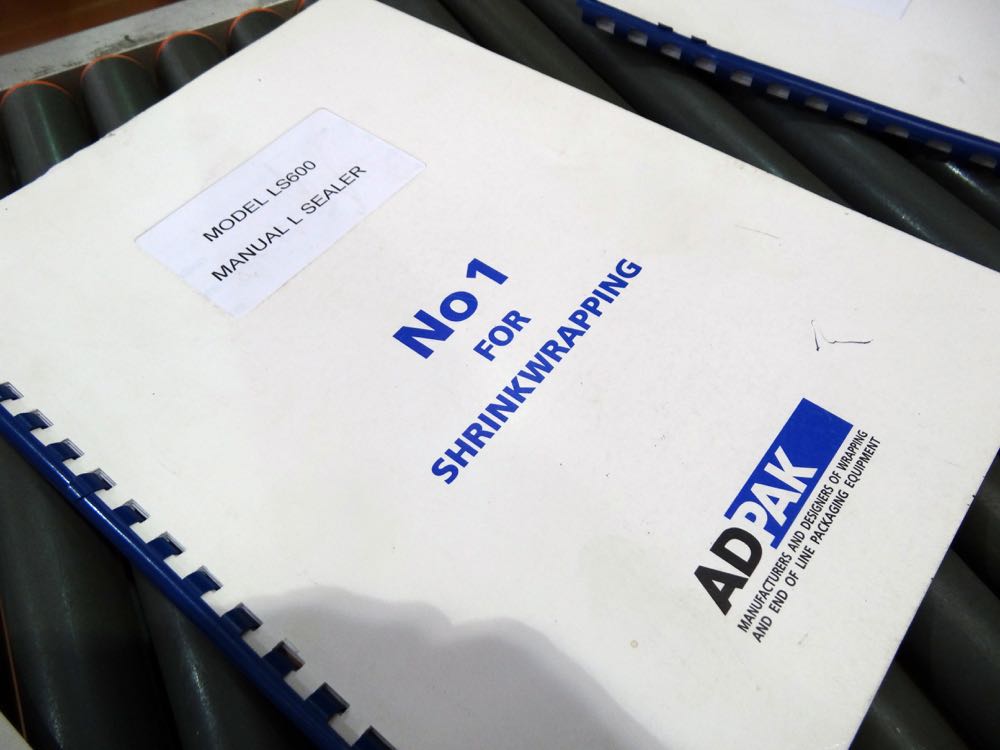 MODEL LS600
MANUAL L SEALER
No 1
FOR
SHRINKWRAPPING
ADPAK
MANUFACTURERS AND DESIGNERS OF WRAPPING
AND END OF LINE PACKAGING EQUIPMENT